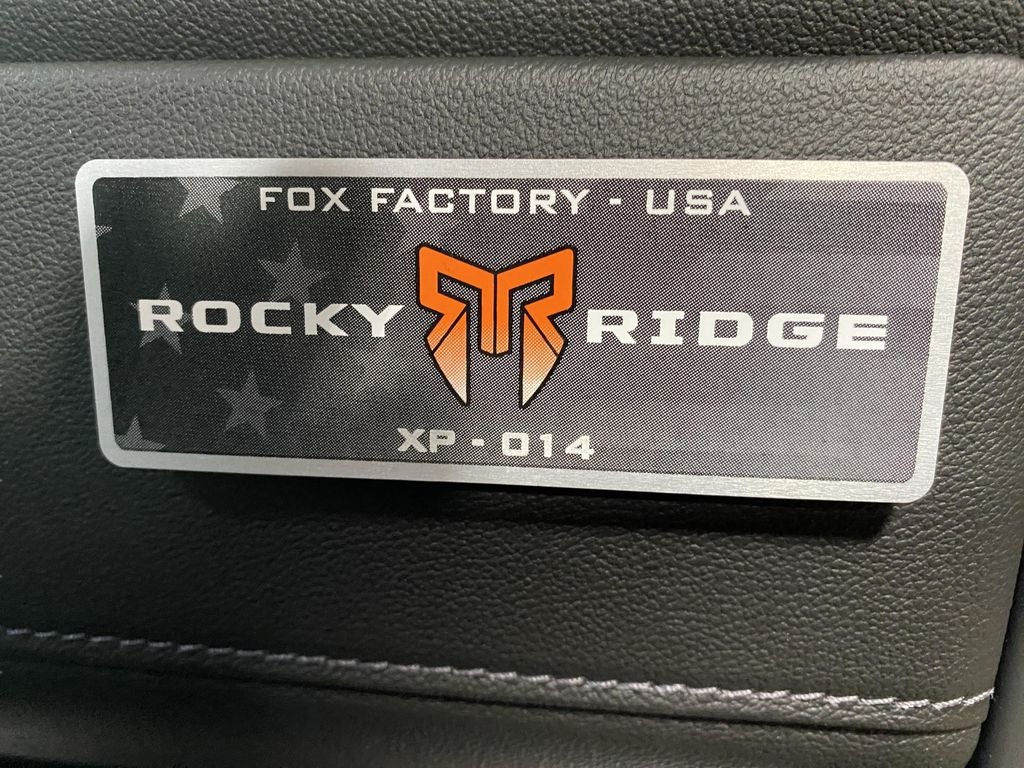 FOX FACTORY - USA
ROCKY RIDGE
XP - 014